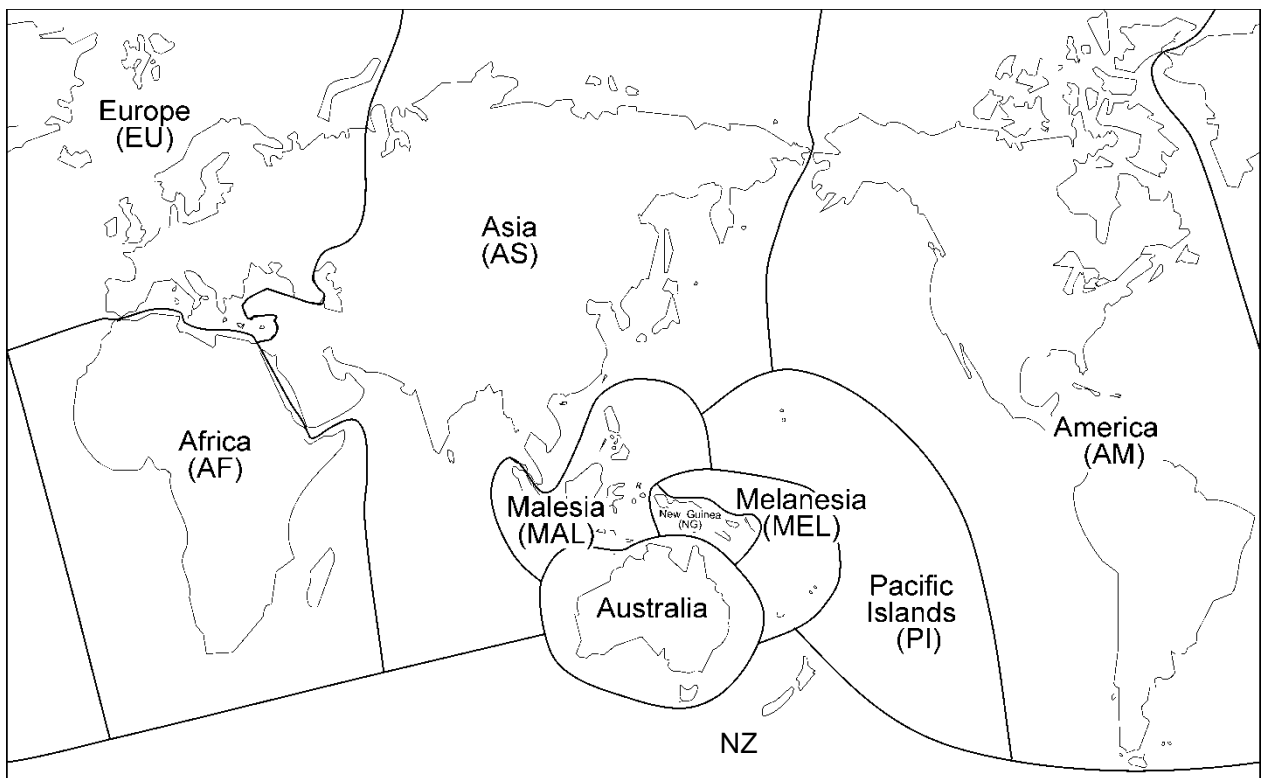 Europe
(EU)
Asia
(AS)
Africa
(AF)
America
(AM)
Malesia
(MAL)
New Guinea
(NG)
Melanesia
(MEL)
Australia
Pacific
Islands
(PI)
NZ